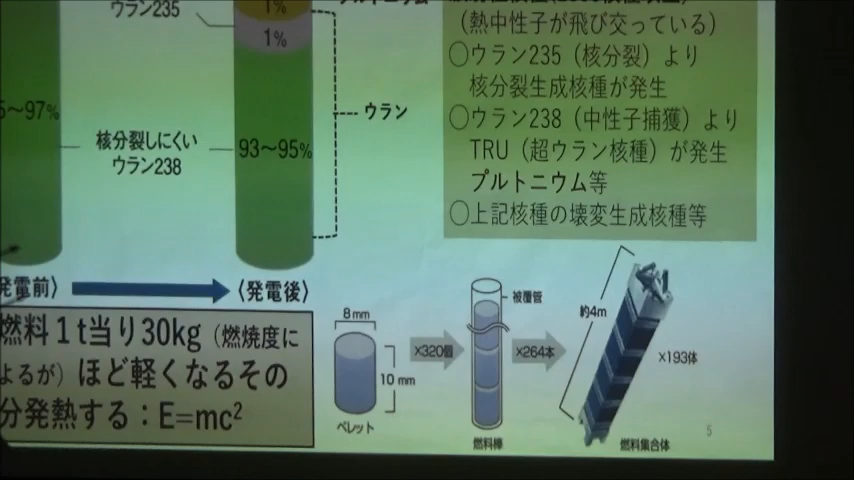 ウラン235
1%
1%
（熱中性子が飛び交っている）
○ウラン235（核分裂）より
核分裂生成核種が発生
○ウラン238（中性子捕獲）より
TRU（超ウラン核種）が発生
プルトニウム等
○上記核種の壊変生成核種等
5～97%
核分裂しにくい
ウラン238
93～95%
ウラン
発電前〉
〈発電後〉
燃料１t当り30kg（燃焼度に
よるが）ほど軽くなるその
分発熱する：E=mc²
8mm
10mm
ペレット
×320個
被覆管
燃料棒
×264本
約4m
燃料集合体
×193体
5